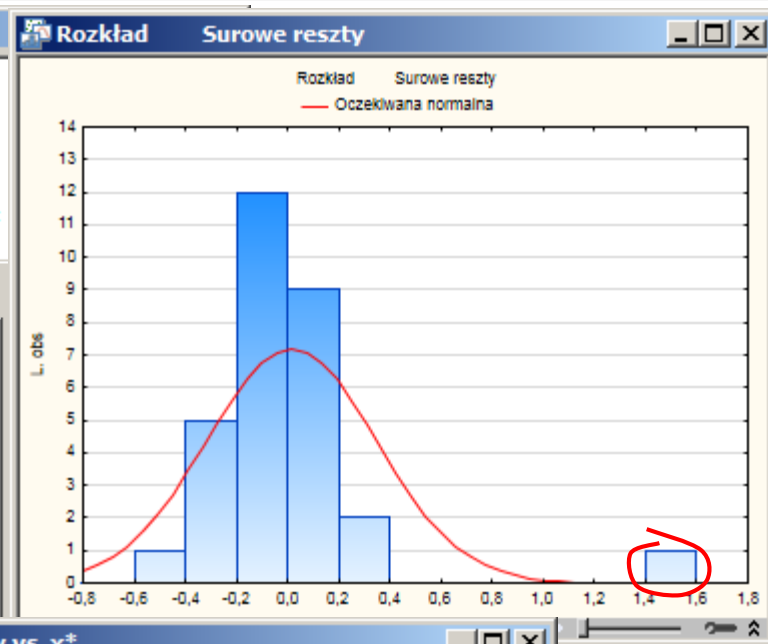 Rozkład Surowe reszty
Rozkład Surowe reszty
Oczekiwana normalna
14
13
12
11
10
9
8
7
6
5
4
3
2
1
0
L. obs
-0,8 -0,6 -0,4 -0,2 0,0 0,2 0,4 0,6 0,8 1,0 1,2 1,4 1,6 1,8
vs. x*